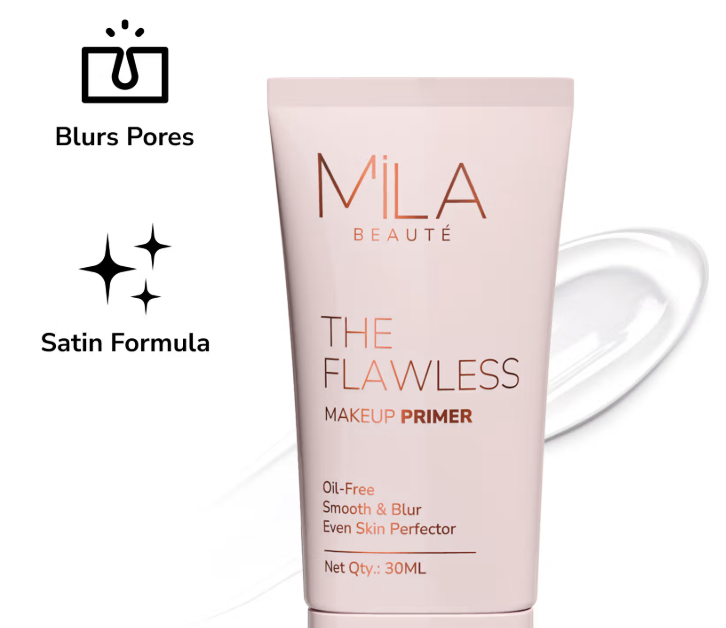 Blurs Pores
Satin Formula
MiLA
BEAUTÉ
THE
FLAWLESS
MAKEUP PRIMER
Oil-Free
Smooth & Blur
Even Skin Perfector
Net Qty.: 30ML